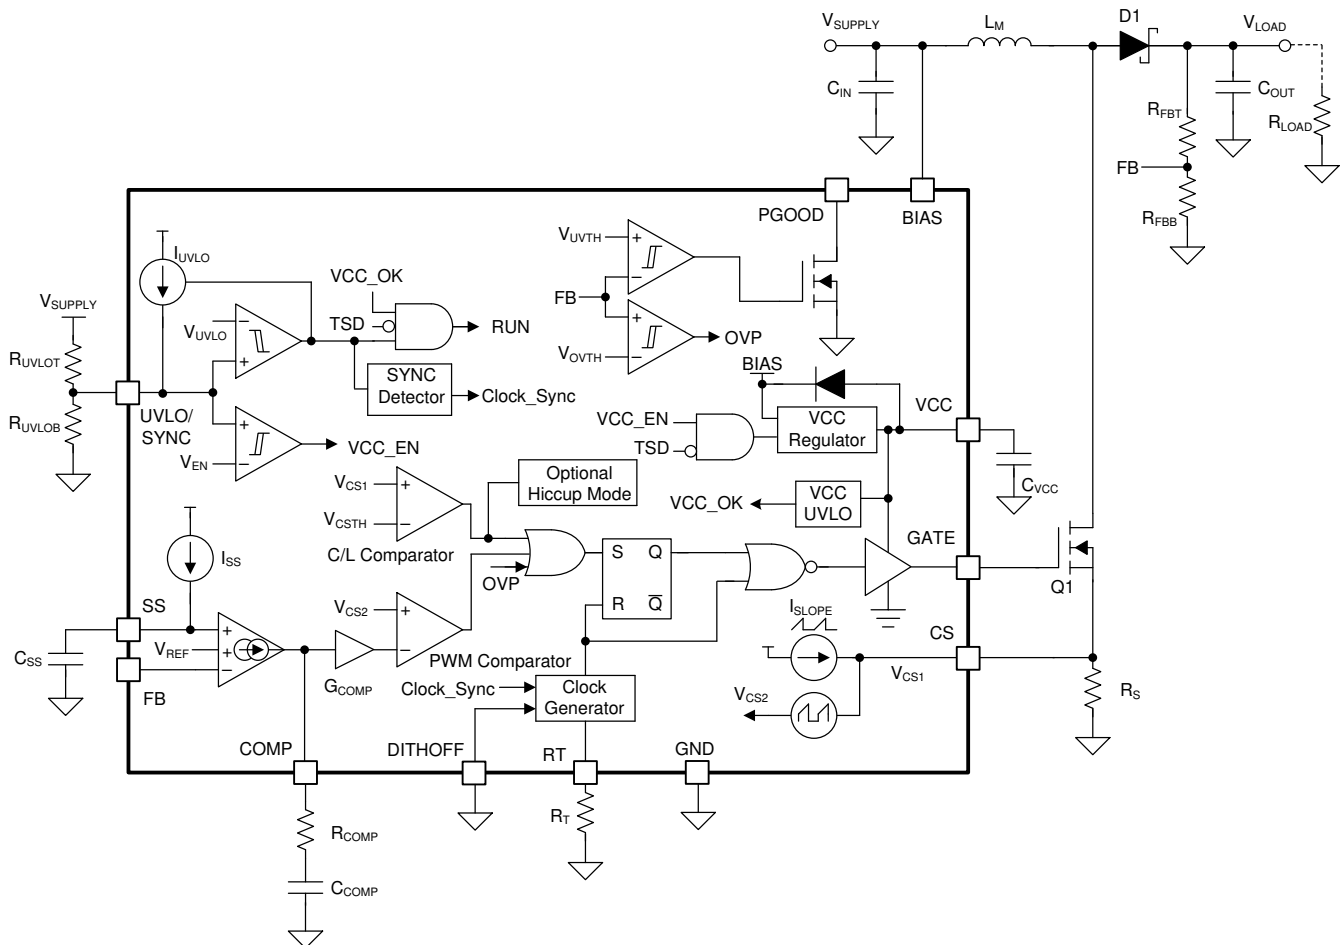 VSUPPLY
LM
D1
VLOAD
CIN
COUT
RFBT
RLOAD
FB
RFBB
PGOOD
BIAS
IUVLO
VUVTH
VCC_OK
VSUPPLY
FB
TSD
RUN
VUVLO
+
−
+
−
OVP
VOVTH
RUVLOT
SYNC
Detector
Clock_Sync
BIAS
UVLO/
SYNC
VCC_EN
VCC
Regulator
VCC
RUVLOB
TSD
VCC_EN
VEN
Optional
Hiccup Mode
VCS1
VCSTH
VCC_OK
VCC
UVLO
CVCC
C/L Comparator
GATE
ISS
S
Q
OVP
R
Q
Q1
SS
VCS2
ISLOPE
CS
VREF
CSS
PWM Comparator
VCS1
FB
GCOMP
Clock_Sync
Clock
Generator
VCS2
RS
COMP
DITHOFF
RT
GND
RT
RCOMP
CCOMP